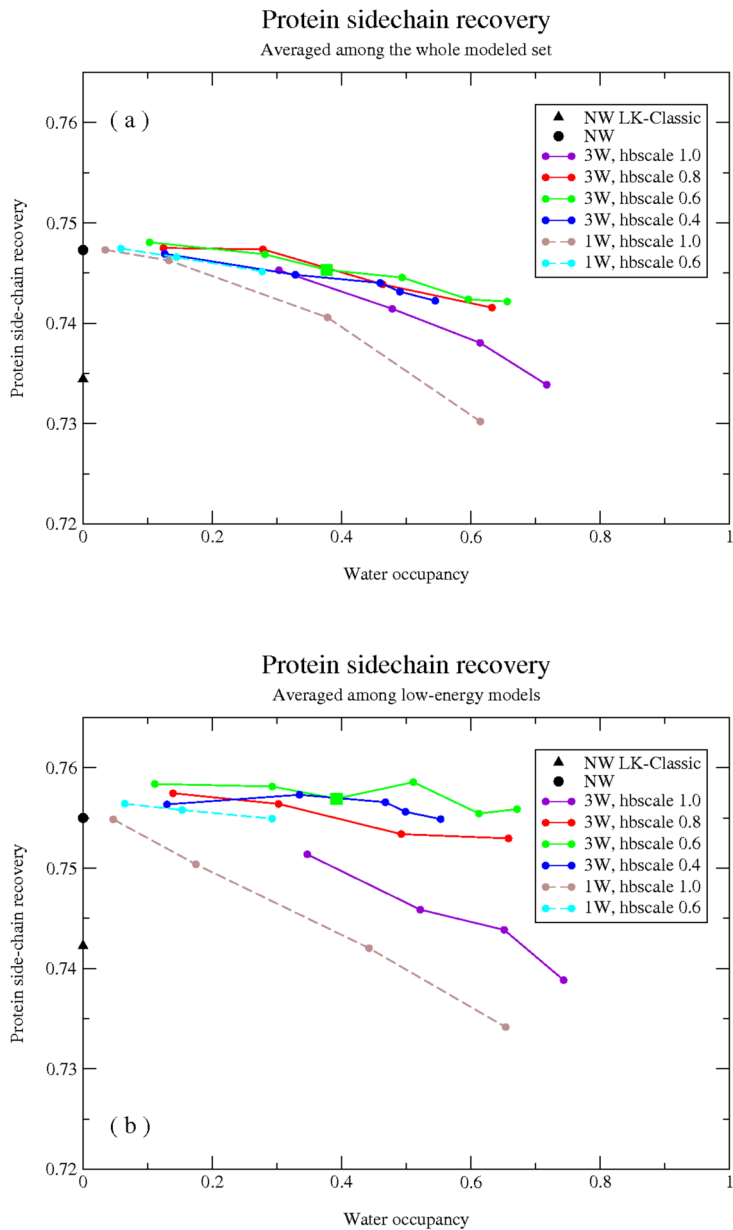 Protein sidechain recovery
Averaged among the whole modeled set
( a )
NW LK-Classic
NW
3W, hbscale 1.0
3W, hbscale 0.8
3W, hbscale 0.6
3W, hbscale 0.4
1W, hbscale 1.0
1W, hbscale 0.6
Protein side-chain recovery
0.76
0.75
0.74
0.73
0.72
0 0.2 0.4 0.6 0.8 1
Water occupancy
Protein sidechain recovery
Averaged among low-energy models
NW LK-Classic
NW
3W, hbscale 1.0
3W, hbscale 0.8
3W, hbscale 0.6
3W, hbscale 0.4
1W, hbscale 1.0
1W, hbscale 0.6
Protein side-chain recovery
0.76
0.75
0.74
0.73
0.72
( b )
0 0.2 0.4 0.6 0.8 1
Water occupancy